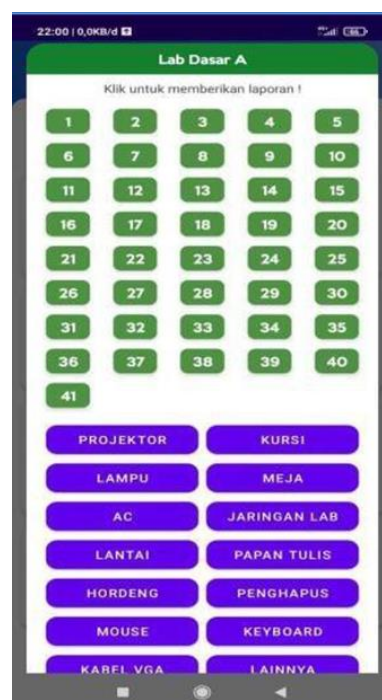 22:00 | 0,0KB/d
Lab Dasar A
Klik untuk memberikan laporan !
1 2 3 4 5
6 7 8 9 10
11 12 13 14 15
16 17 18 19 20
21 22 23 24 25
26 27 28 29 30
31 32 33 34 35
36 37 38 39 40
41
PROJEKTOR KURSI
LAMPU MEJA
AC JARINGAN LAB
LANTAI PAPAN TULIS
HORDENG PENGHAPUS
MOUSE KEYBOARD
KABEL VGA LAINNYA